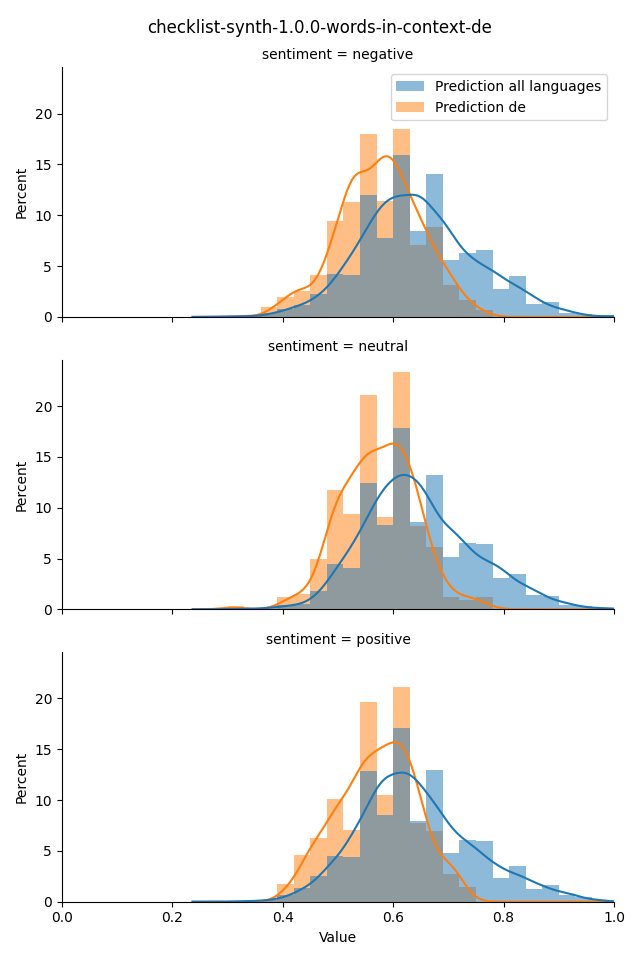 checklist-synth-1.0.0-words-in-context-de
sentiment = negative
Prediction all languages
Prediction de
Percent
20
15
10
5
0
sentiment = neutral
Percent
20
15
10
5
0
sentiment = positive
Percent
20
15
10
5
0
0.0 0.2 0.4 0.6 0.8 1.0
Value